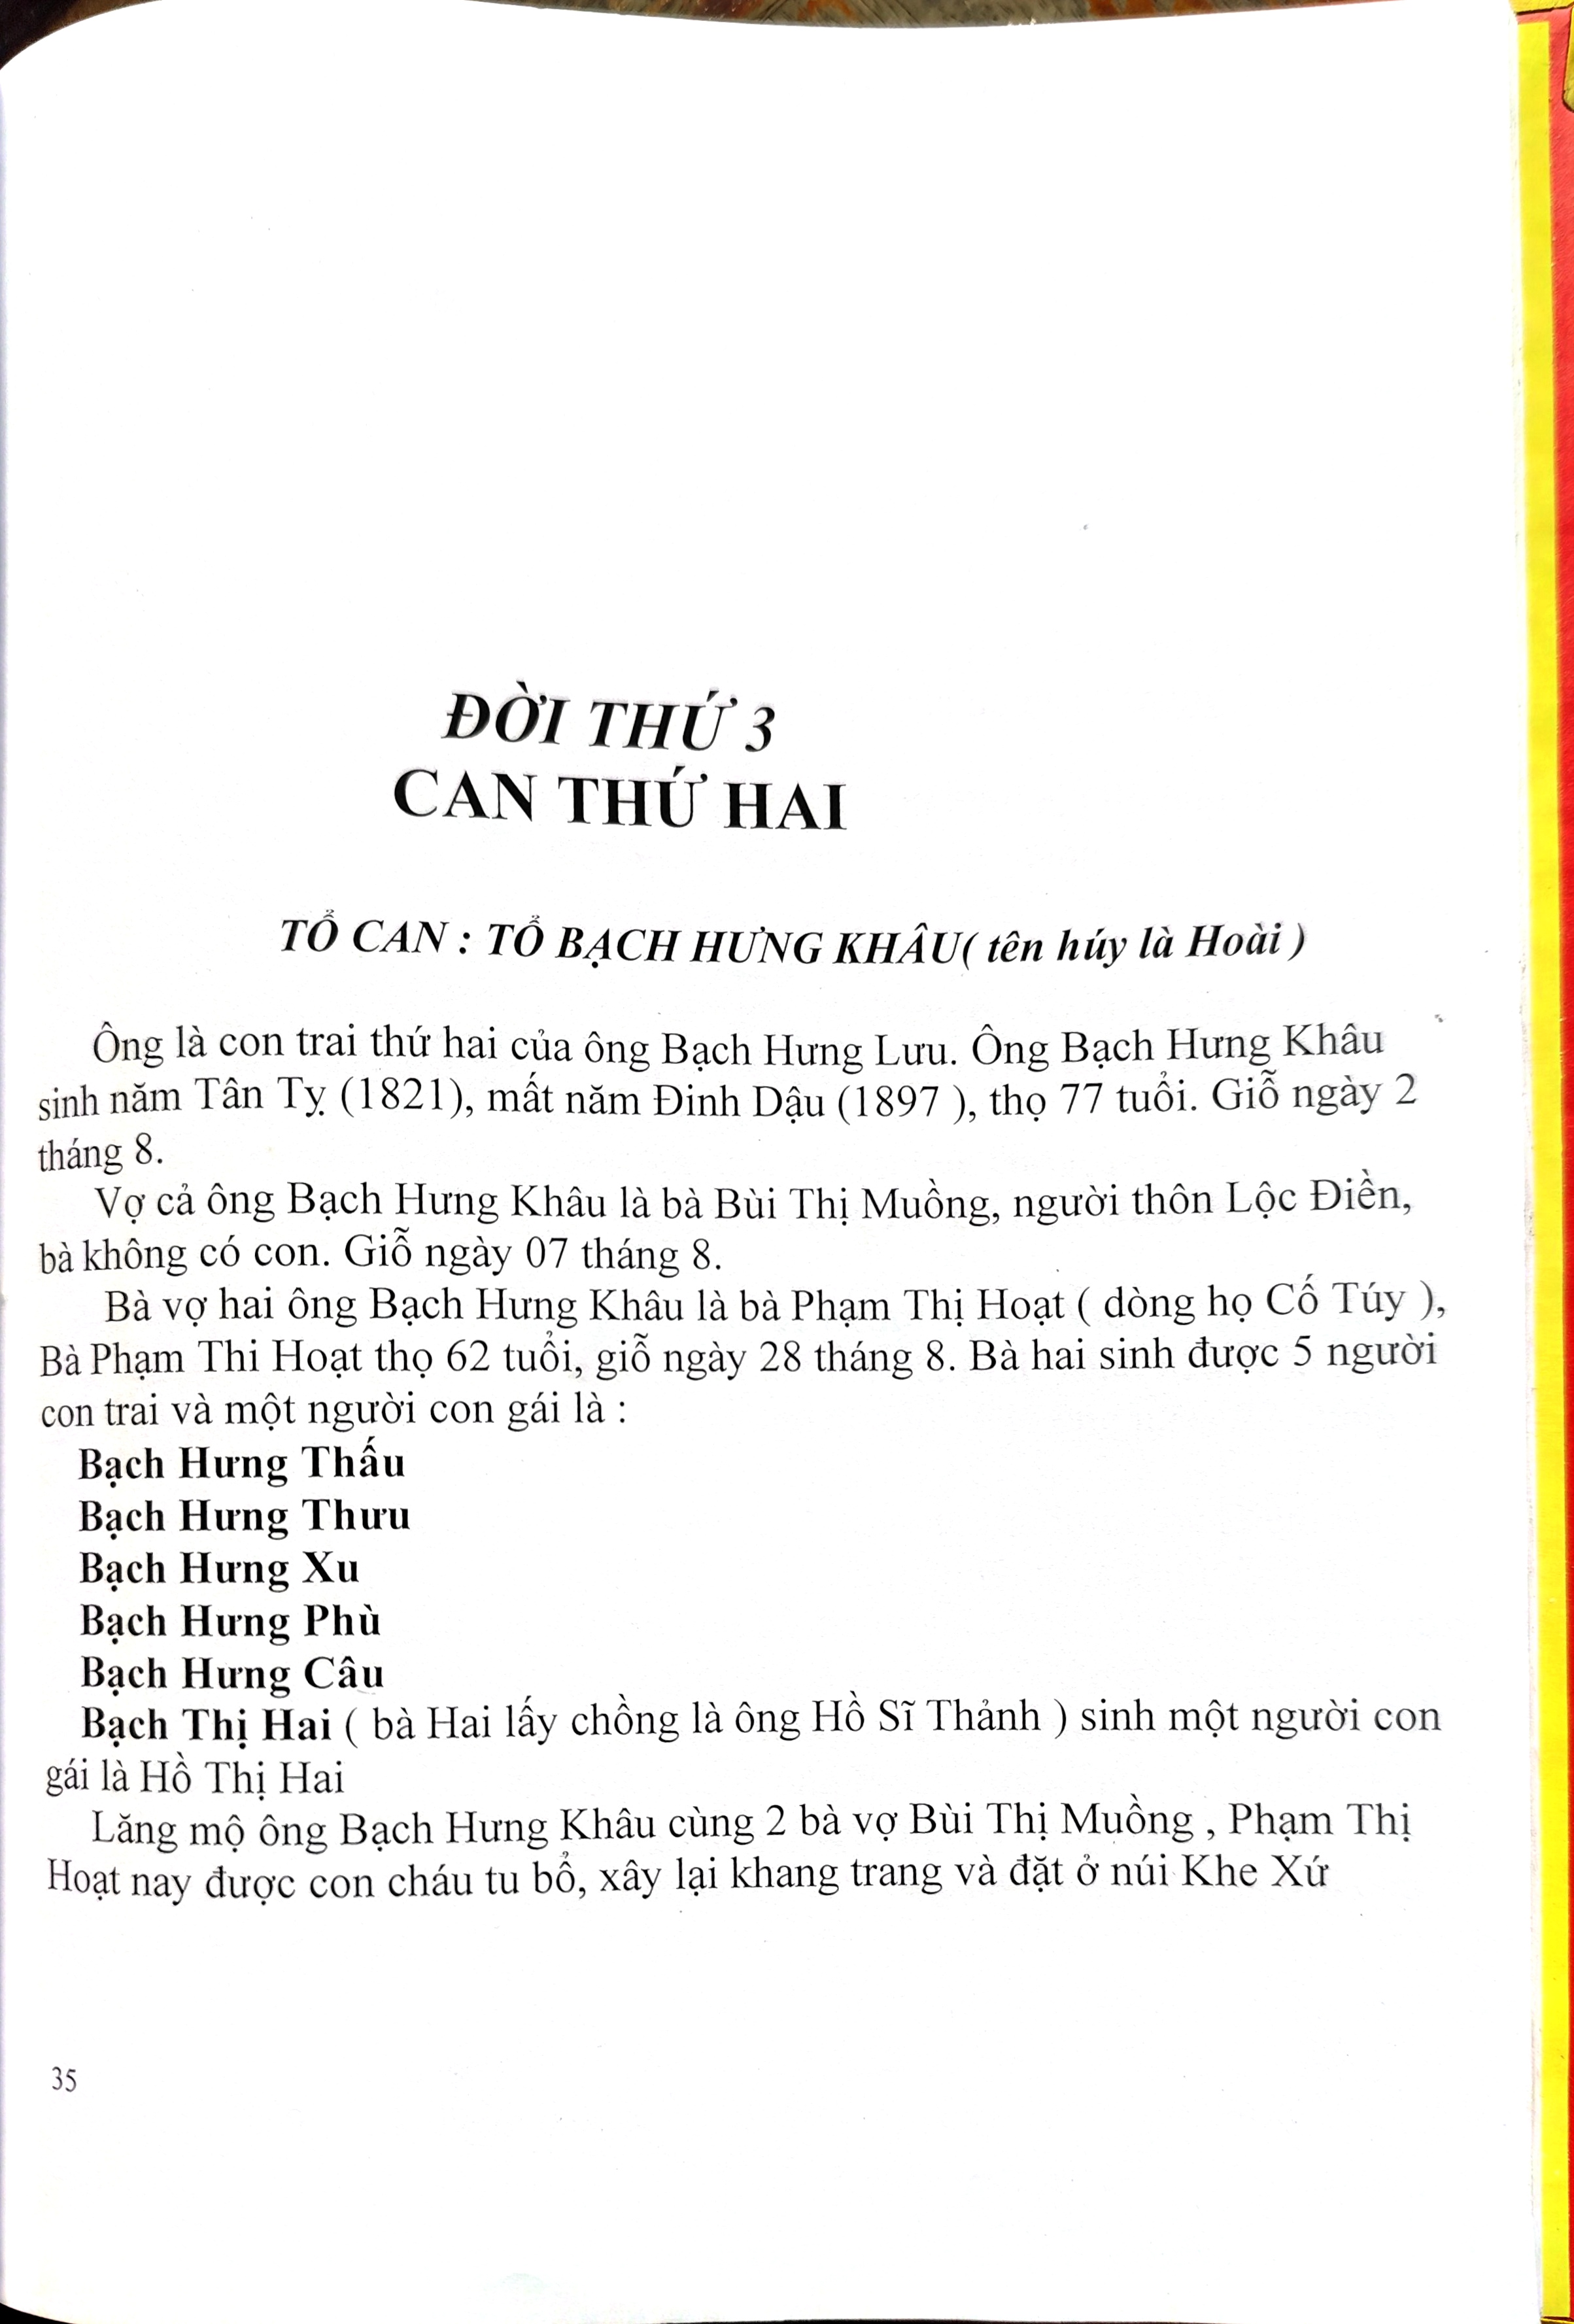 ĐỜI THỨ 3
CAN THỨ HAI
TỔ CAN : TỔ BẠCH HƯNG KHÂU( tên húy là Hoài )
Ông là con trai thứ hai của ông Bạch Hưng Lưu. Ông Bạch Hưng Khâu
sinh năm Tân Tỵ (1821), mất năm Đinh Dậu (1897 ), thọ 77 tuổi. Giỗ ngày 2
tháng 8.
Vợ cả ông Bạch Hưng Khâu là bà Bùi Thị Muồng, người thôn Lộc Điền,
bà không có con. Giỗ ngày 07 tháng 8.
Bà vợ hai ông Bạch Hưng Khâu là bà Phạm Thị Hoạt ( dòng họ Cố Túy ),
Bà Phạm Thi Hoạt thọ 62 tuổi, giỗ ngày 28 tháng 8. Bà hai sinh được 5 người
con trai và một người con gái là :
Bạch Hưng Thấu
Bạch Hưng Thưu
Bạch Hưng Xu
Bạch Hưng Phù
Bạch Hưng Câu
Bạch Thị Hai ( bà Hai lấy chồng là ông Hồ Sĩ Thảnh ) sinh một người con
gái là Hồ Thị Hai
Lăng mộ ông Bạch Hưng Khâu cùng 2 bà vợ Bùi Thị Muồng , Phạm Thị
Hoạt nay được con cháu tu bổ, xây lại khang trang và đặt ở núi Khe Xứ
35